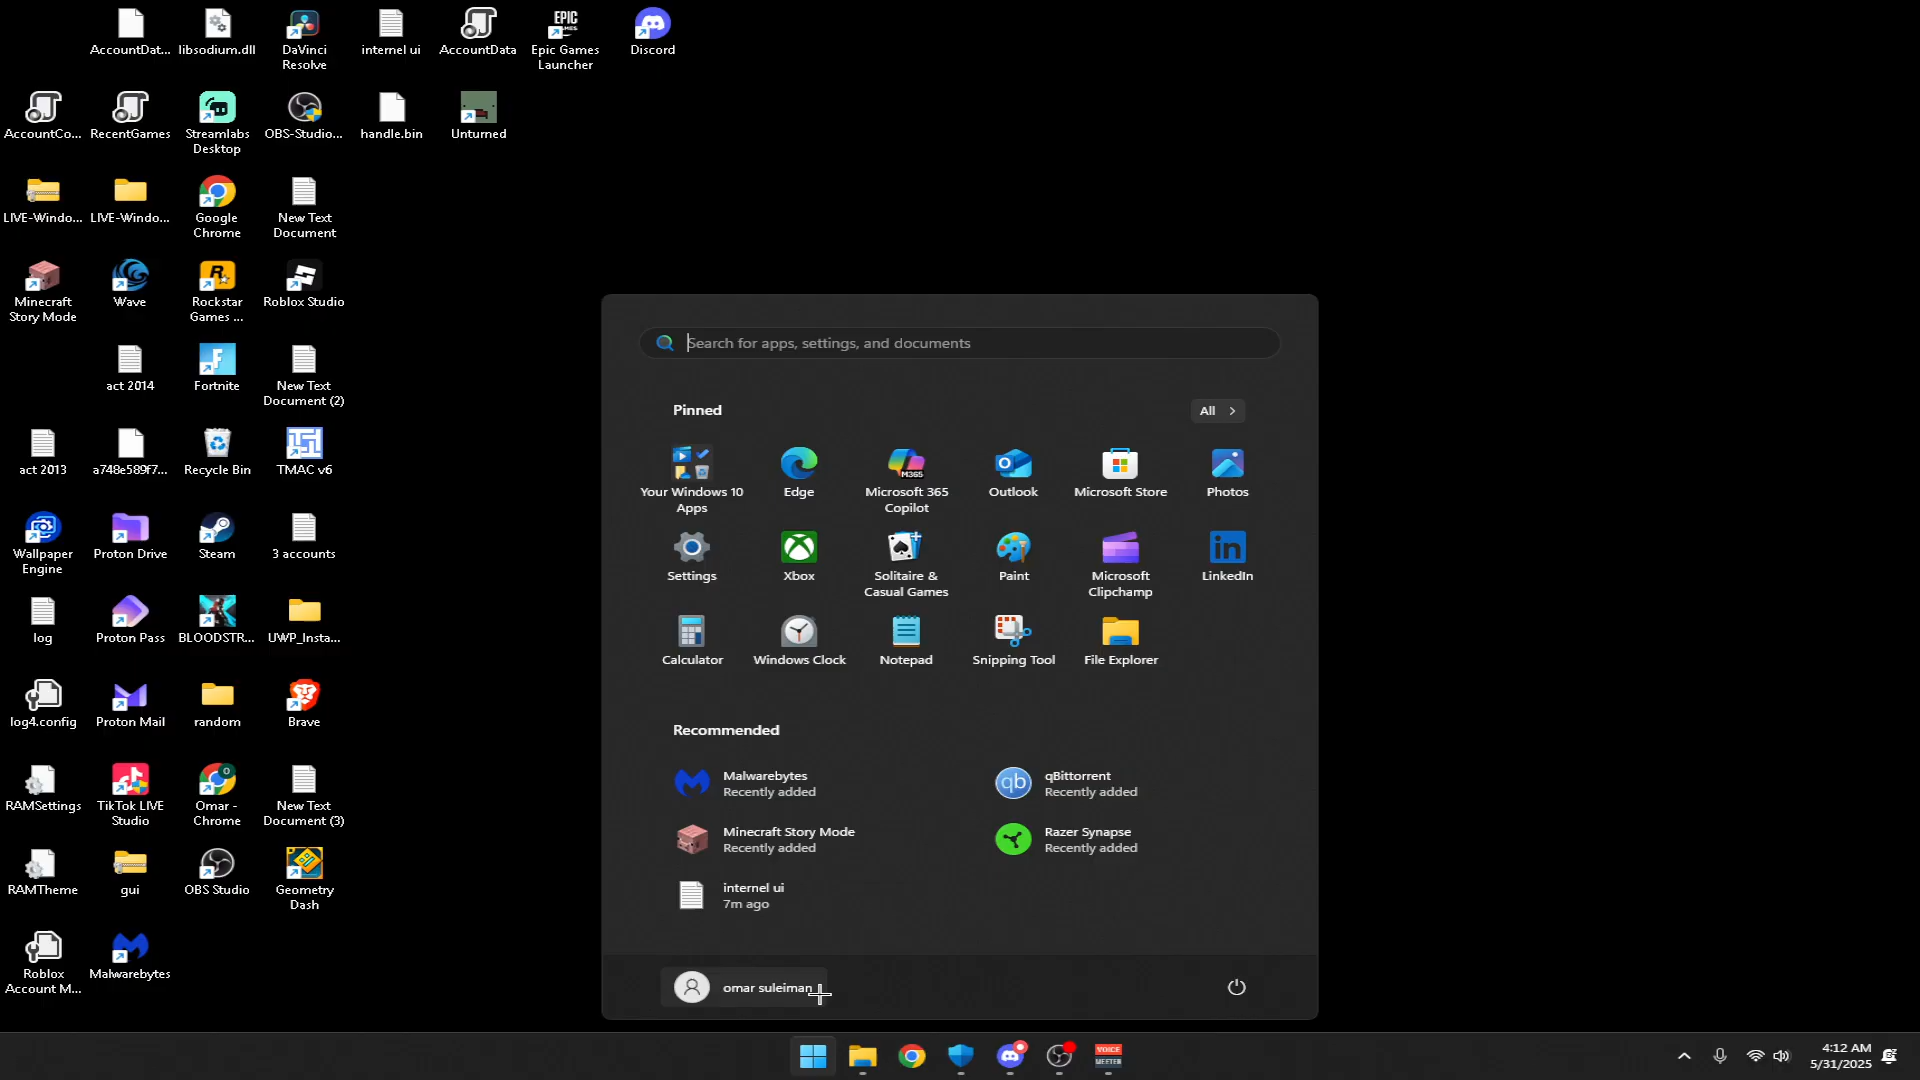 AccountDat...
libsodium.dll
DaVinci
Resolve
internel ui
AccountData
EPIC
GAMES
Epic Games
Launcher
Discord
AccountCo...
RecentGames
Streamlabs
Desktop
OBS-Studio...
handle.bin
Unturned
LIVE-Windo...
LIVE-Windo...
Google
Chrome
New Text
Document
Minecraft
Story Mode
Wave
Rockstar
Games ...
Roblox Studio
act 2014
Fortnite
New Text
Document (2)
act 2013
a748e589f7...
Recycle Bin
TMAC v6
Wallpaper
Engine
Proton Drive
Steam
3 accounts
log
Proton Pass
BLOODSTR...
UWP_Insta...
log4.config
Proton Mail
random
Brave
RAMSettings
TikTok LIVE
Studio
Omar -
Chrome
New Text
Document (3)
RAMTheme
gui
OBS Studio
Geometry
Dash
Roblox
Account M...
Malwarebytes
Search for apps, settings, and documents
Pinned
All
Your Windows 10
Apps
Edge
M365
Microsoft 365
Copilot
Outlook
Microsoft Store
Photos
Settings
Xbox
Solitaire &
Casual Games
Paint
Microsoft
Clipchamp
in
LinkedIn
Calculator
Windows Clock
Notepad
Snipping Tool
File Explorer
Recommended
Malwarebytes
Recently added
qb
qBittorrent
Recently added
Minecraft Story Mode
Recently added
Razer Synapse
Recently added
internel ui
7m ago
omar suleiman
VOICE
MEETER
4:12 AM
5/31/2025